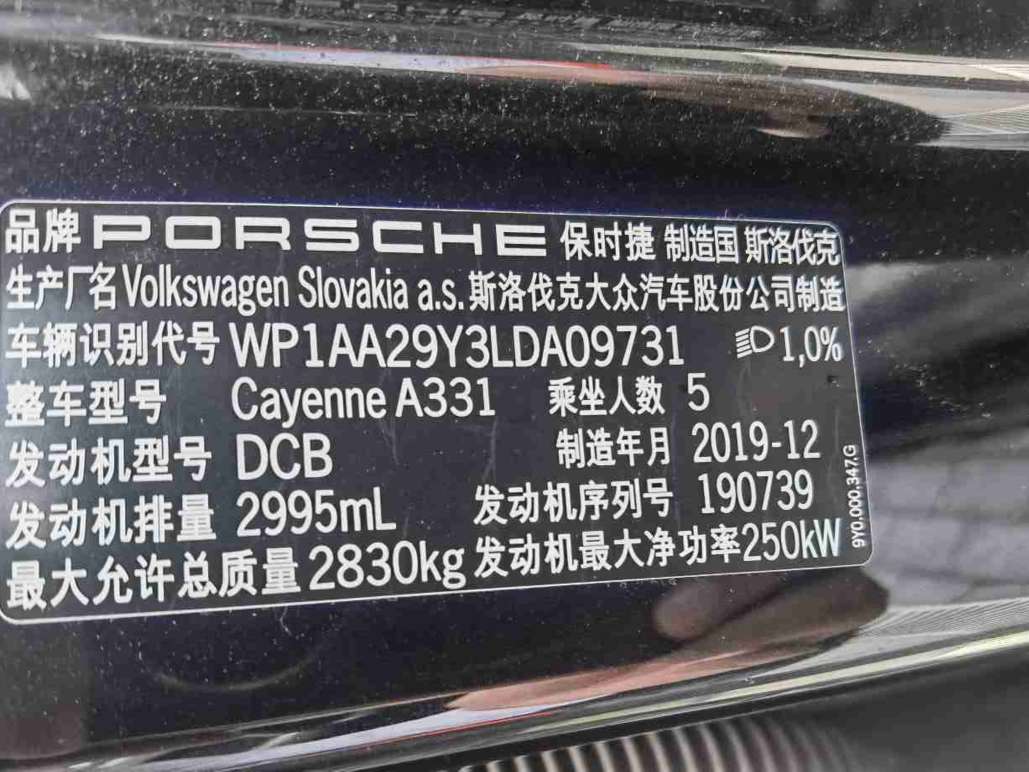 品牌 PORSCHE 保时捷 制造国 斯洛伐克
生产厂名 Volkswagen Slovakia a.s. 斯洛伐克大众汽车股份公司制造
车辆识别代号 WP1AA29Y3LDA09731 1,0%
整车型号 Cayenne A331 乘坐人数 5
发动机型号 DCB 制造年月 2019-12
发动机排量 2995mL 发动机序列号 190739
最大允许总质量 2830kg 发动机最大净功率 250kW
9Y0.000.347.G